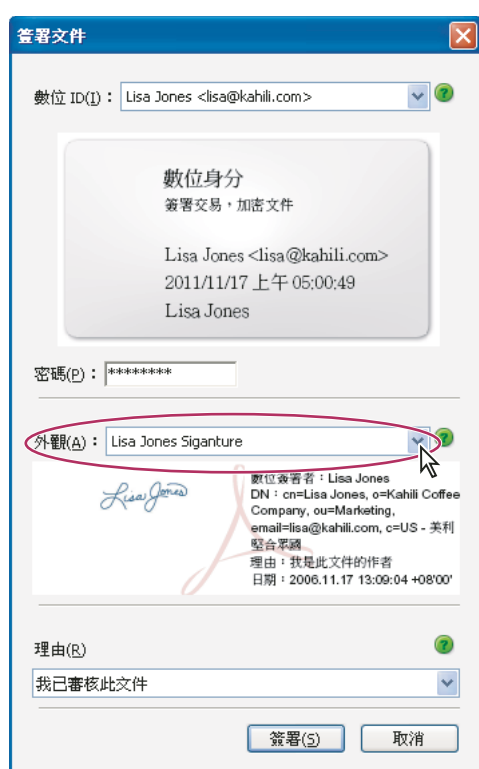 簽署文件
數位 ID(I)： Lisa Jones <lisa@kahili.com>
數位身分
簽署交易，加密文件
Lisa Jones <lisa@kahili.com>
2011/11/17 上午 05:00:49
Lisa Jones
密碼(P)： ********
外觀(A)： Lisa Jones Siganture
Lisa Jones
數位簽署者：Lisa Jones
DN：cn=Lisa Jones, o=Kahili Coffee
Company, ou=Marketing,
email=lisa@kahili.com, c=US - 美利
堅合眾國
理由：我是此文件的作者
日期：2006.11.17 13:09:04 +08'00'
理由(R)
我已審核此文件
簽署(S) 取消